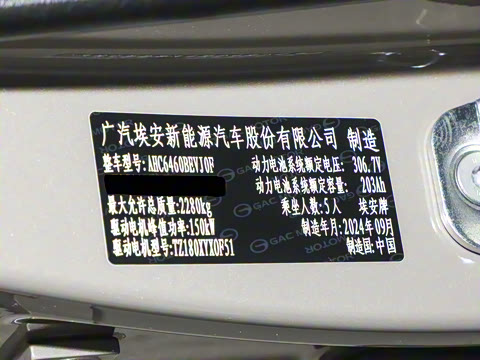 广汽埃安新能源汽车股份有限公司 制造
整车型号: AHC6460BEVJ0F 动力电池系统额定电压: 306.7V
动力电池系统额定容量: 203Ah
最大允许总质量:2280kg 乘坐人数:5人 埃安牌
驱动电机峰值功率:150kW 制造年月:2024年09月
驱动电机型号:TZ180XYX0F51 制造国:中国